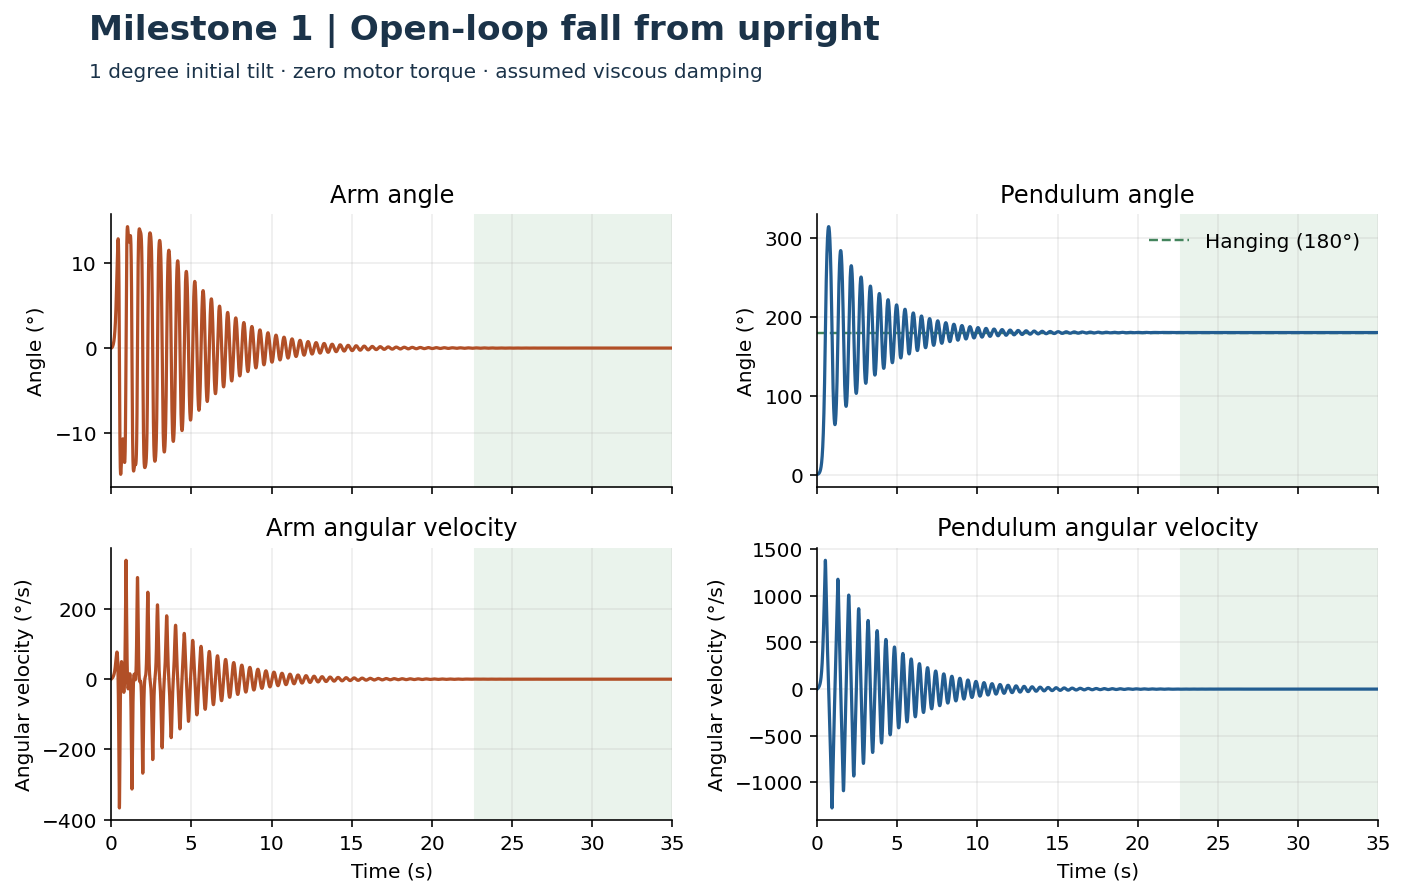 Milestone 1 | Open-loop fall from upright
1 degree initial tilt · zero motor torque · assumed viscous damping
Arm angle
Angle (°)
10
0
−10
Pendulum angle
Hanging (180°)
Angle (°)
300
200
100
0
Arm angular velocity
Angular velocity (°/s)
200
0
−200
−400
0 5 10 15 20 25 30 35
Time (s)
Pendulum angular velocity
Angular velocity (°/s)
1500
1000
500
0
−500
−1000
0 5 10 15 20 25 30 35
Time (s)